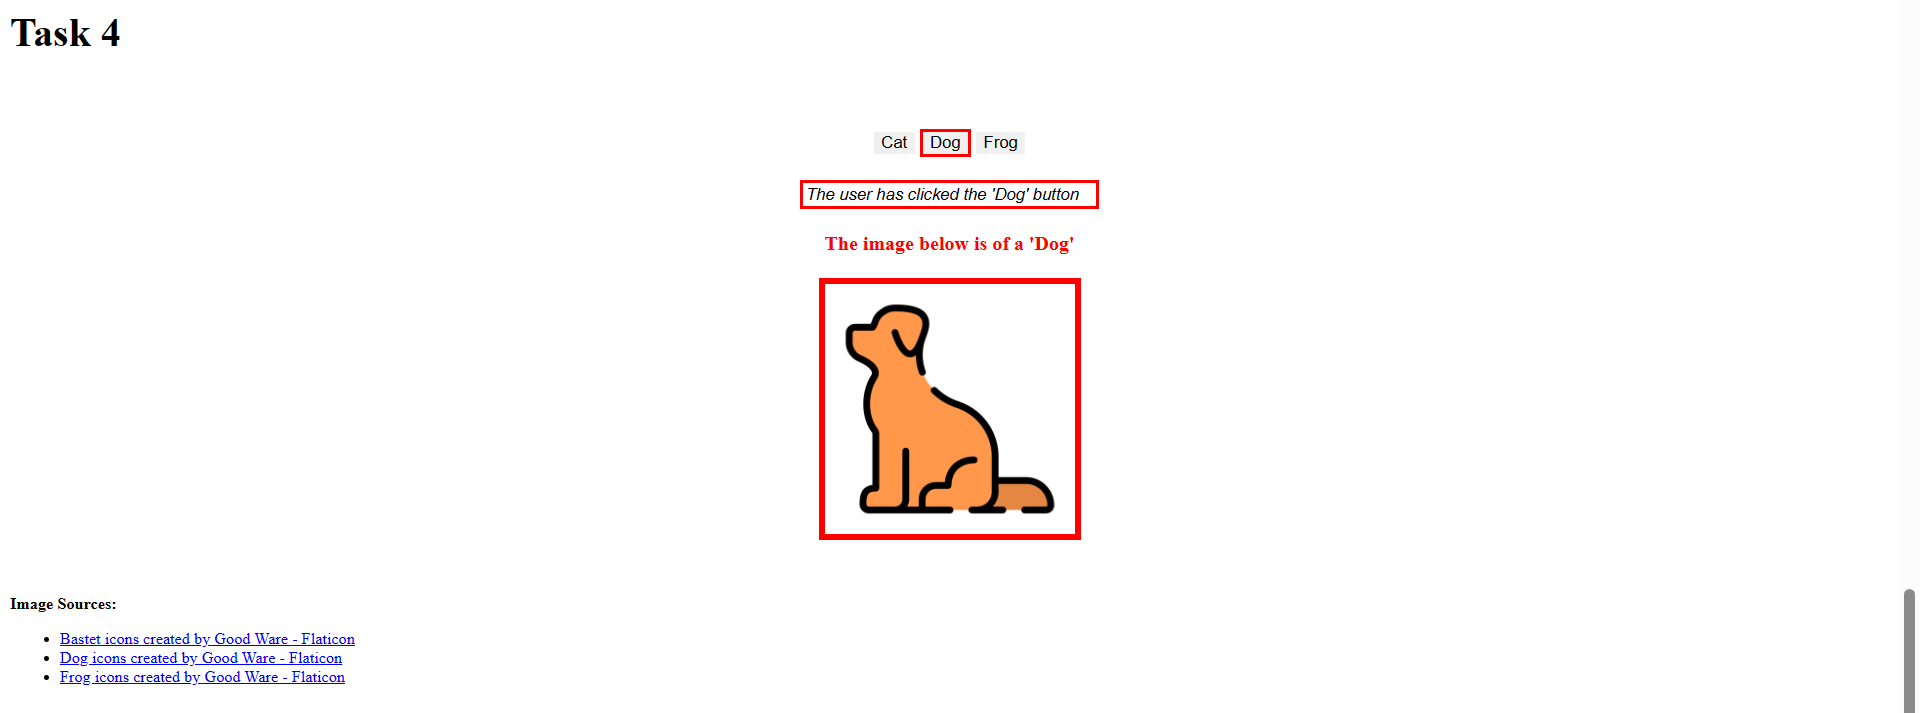 Task 4
Cat Dog Frog
The user has clicked the 'Dog' button
The image below is of a 'Dog'
Image Sources:
Bastet icons created by Good Ware - Flaticon
Dog icons created by Good Ware - Flaticon
Frog icons created by Good Ware - Flaticon